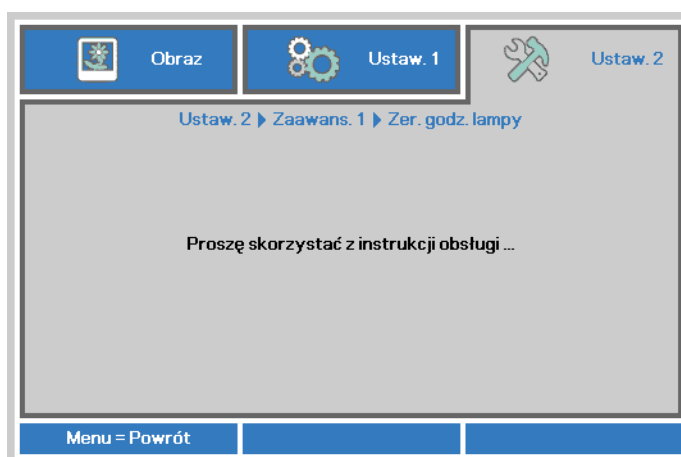 Obraz
Ustaw. 1
Ustaw. 2
Ustaw. 2 ▶ Zaawans. 1 ▶ Zer. godz. lampy
Proszę skorzystać z instrukcji obsługi ...
Menu = Powrót